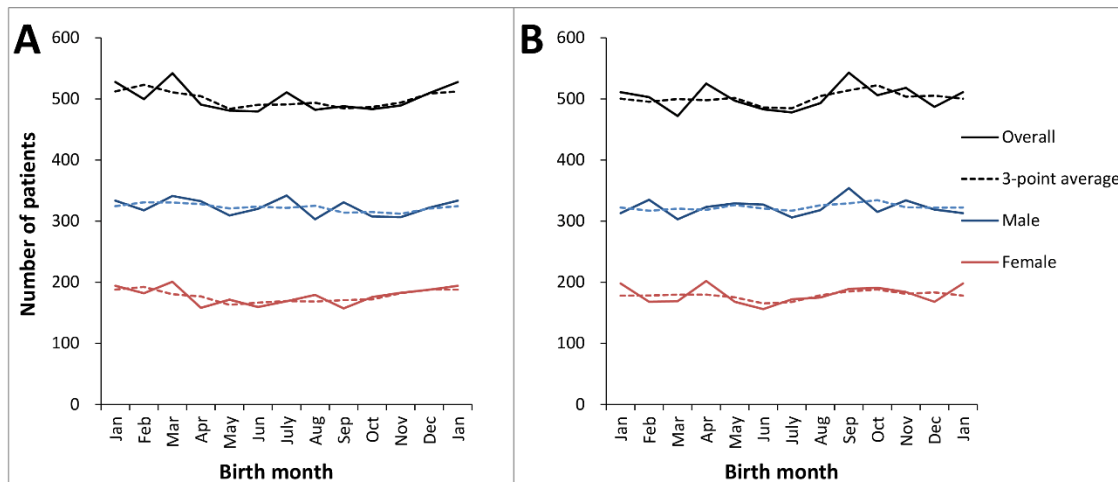 A
600
500
400
300
200
100
0
Number of patients
Jan
Feb
Mar
Apr
May
Jun
July
Aug
Sep
Oct
Nov
Dec
Jan
Birth month
B
600
500
400
300
200
100
0
Jan
Feb
Mar
Apr
May
Jun
July
Aug
Sep
Oct
Nov
Dec
Jan
Birth month
Overall
3-point average
Male
Female